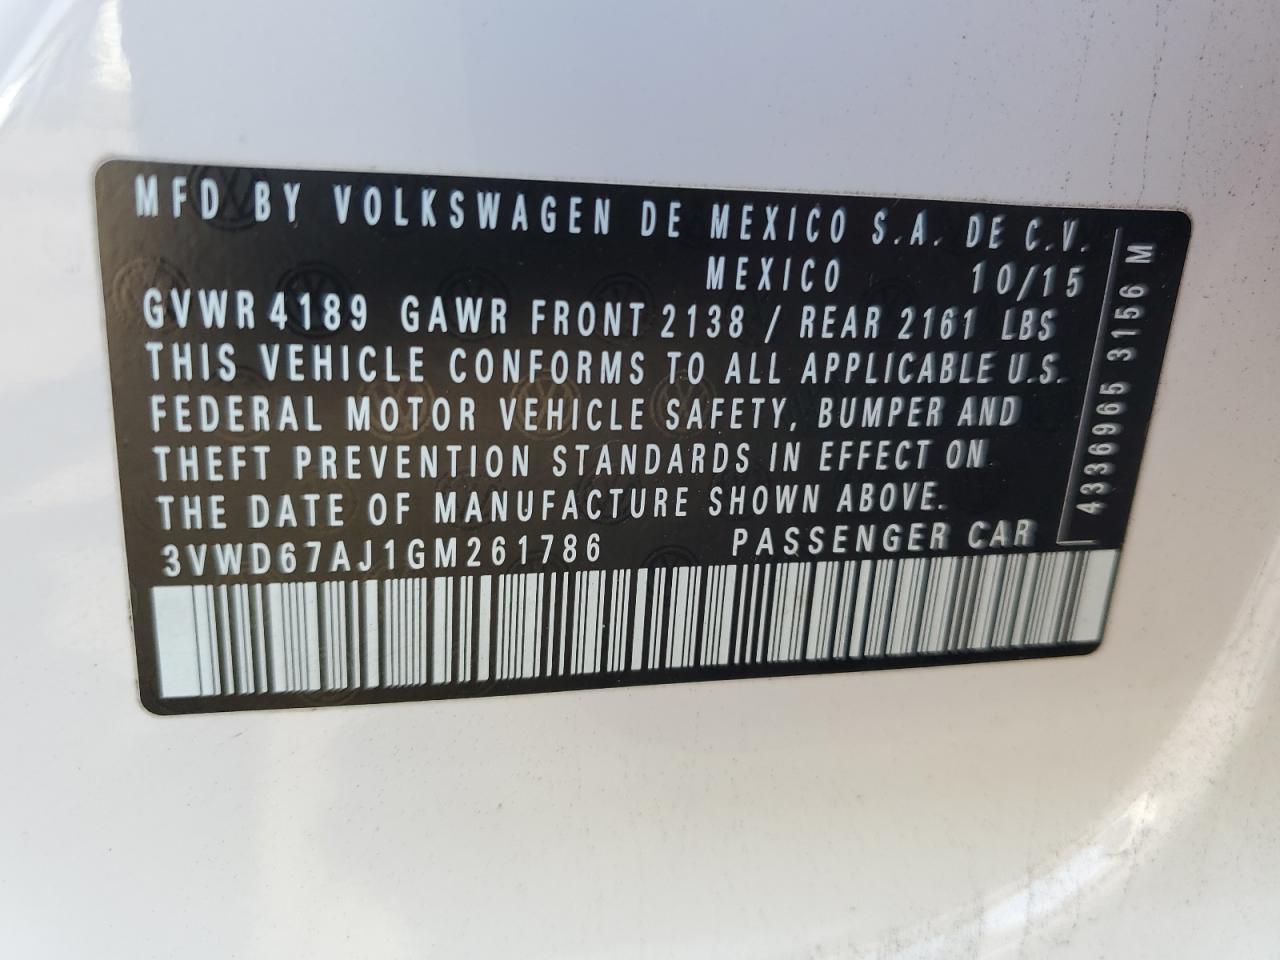 MFD BY VOLKSWAGEN DE MEXICO S.A. DE C.V.
MEXICO 10/15
GVWR 4189 GAWR FRONT 2138 / REAR 2161 LBS
THIS VEHICLE CONFORMS TO ALL APPLICABLE U.S.
FEDERAL MOTOR VEHICLE SAFETY, BUMPER AND
THEFT PREVENTION STANDARDS IN EFFECT ON
THE DATE OF MANUFACTURE SHOWN ABOVE.
3VWD67AJ1GM261786 PASSENGER CAR
4336965 3156 M